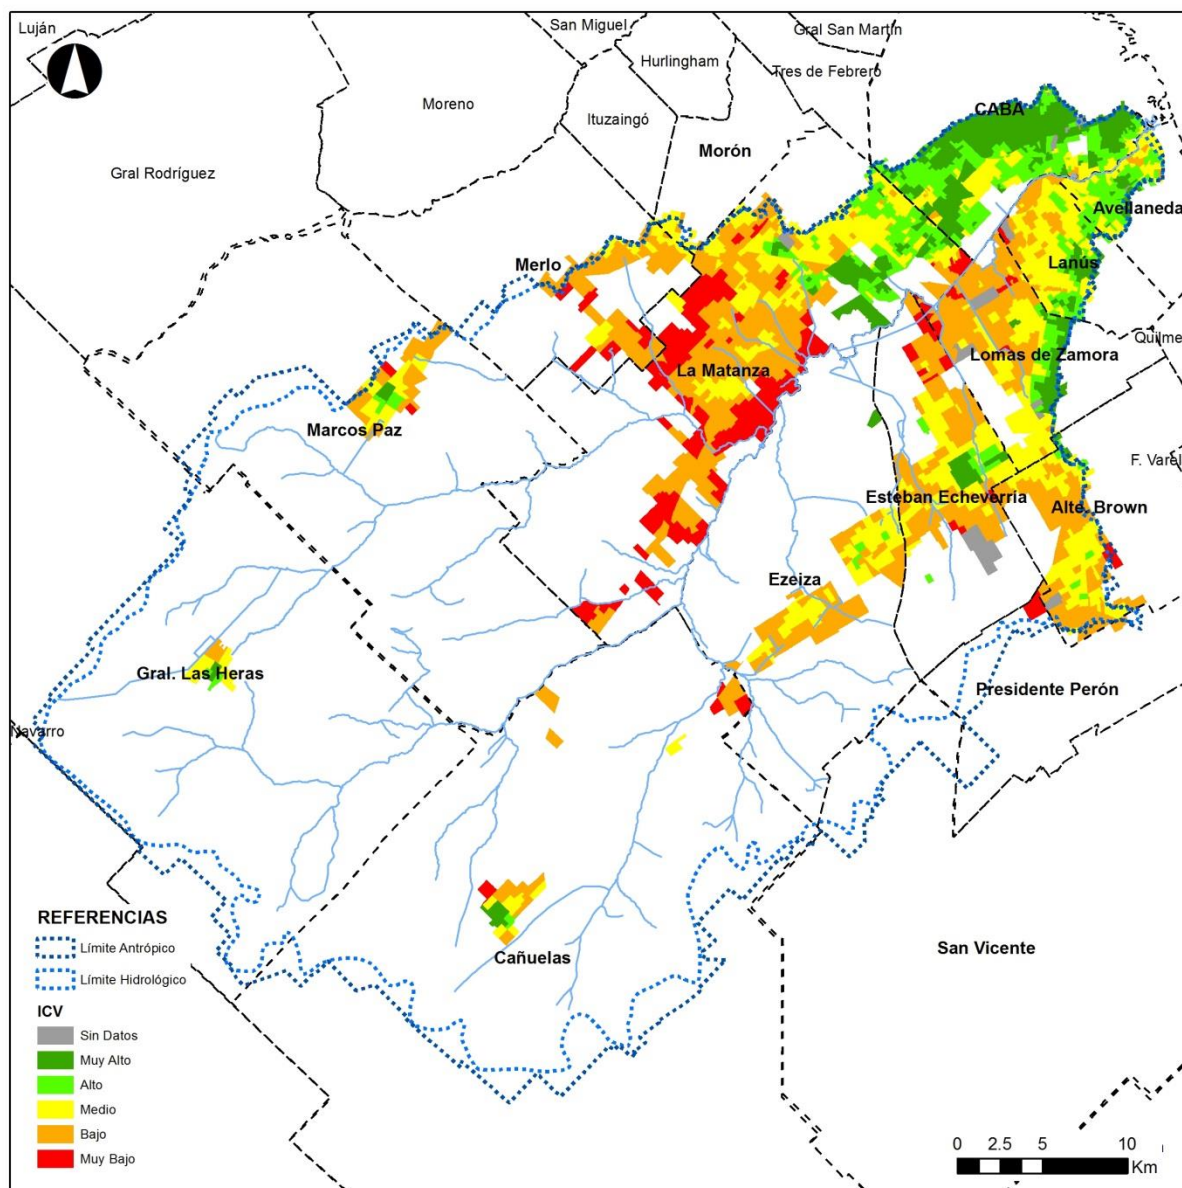 Luján
San Miguel
Gral San Martín
Hurlingham
Tres de Febrero
Moreno
Ituzaingó
CABA
Morón
Gral Rodríguez
Avellaneda
Merlo
Lanús
Quilme
La Matanza
Lomas de Zamora
Marcos Paz
F. Varel
Esteban Echeverria
Alte. Brown
Ezeiza
Gral. Las Heras
Presidente Perón
Navarro
REFERENCIAS
Límite Antrópico
Límite Hidrológico
ICV
Sin Datos
Muy Alto
Alto
Medio
Bajo
Muy Bajo
Cañuelas
San Vicente
0 2.5 5 10
Km